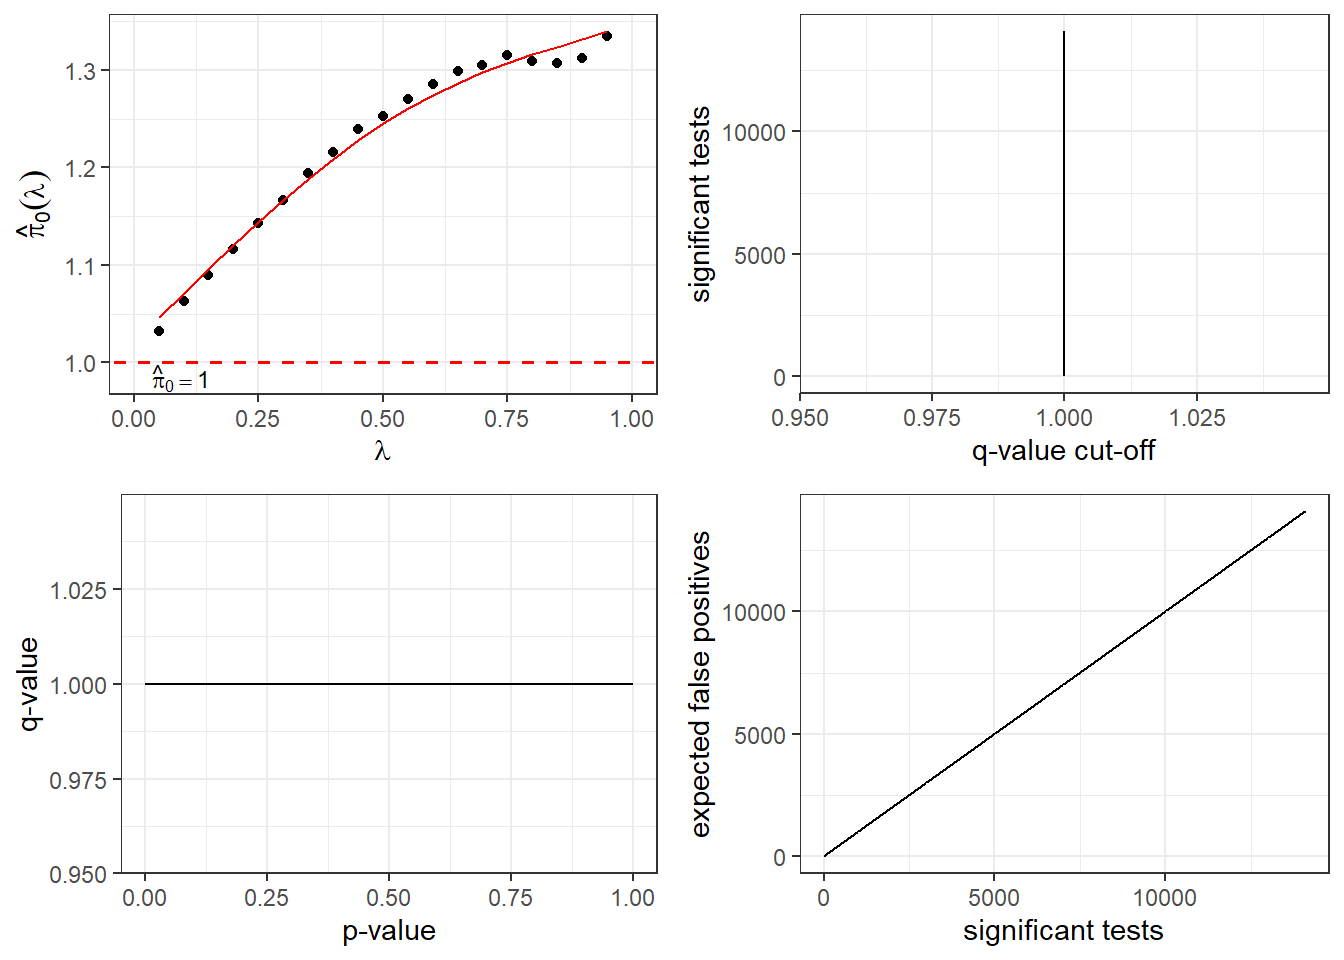 1.3
1.2
1.1
1.0
π̂₀(λ)
π̂₀ = 1
0.00 0.25 0.50 0.75 1.00
λ
10000
5000
0
significant tests
0.950 0.975 1.000 1.025
q-value cut-off
1.025
1.000
0.975
0.950
q-value
0.00 0.25 0.50 0.75 1.00
p-value
10000
5000
0
expected false positives
0 5000 10000
significant tests